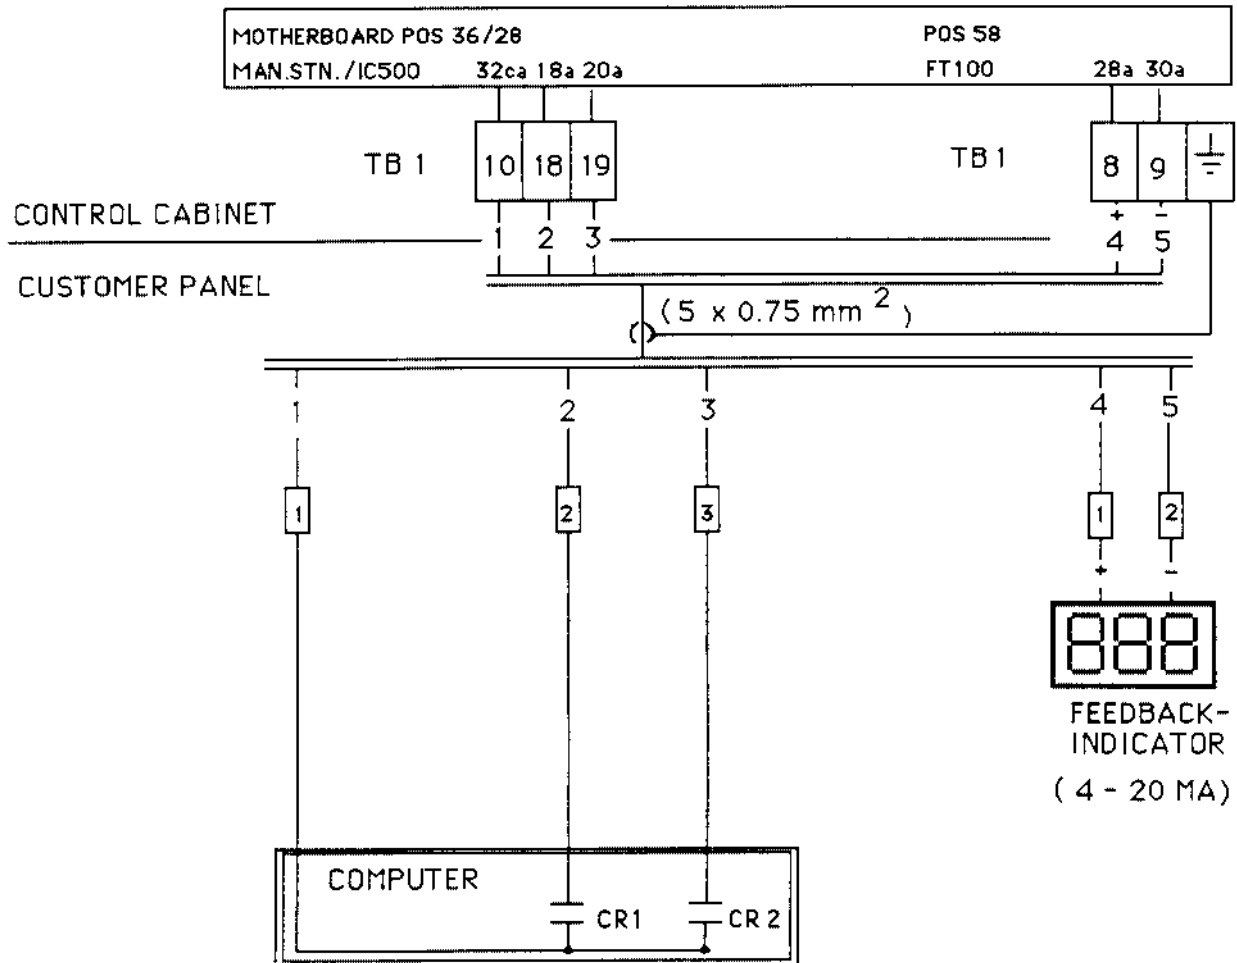 MOTHERBOARD POS 36/28 POS 58
MAN.STN./IC500 32ca 18a 20a FT100 28a 30a
TB 1 10 18 19 TB 1 8 9
+ -
CONTROL CABINET
1 2 3 4 5
CUSTOMER PANEL
(5 x 0.75 mm 2)
1 2 3 4 5
1 2 3 1 2
+ -
888
FEEDBACK-
INDICATOR
(4 - 20 MA)
COMPUTER
CR1 CR 2